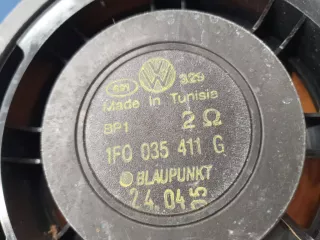 329
Made In Tunisia
BP1 2 Ω
1F0 035 411 G
BLAUPUNKT
24.04